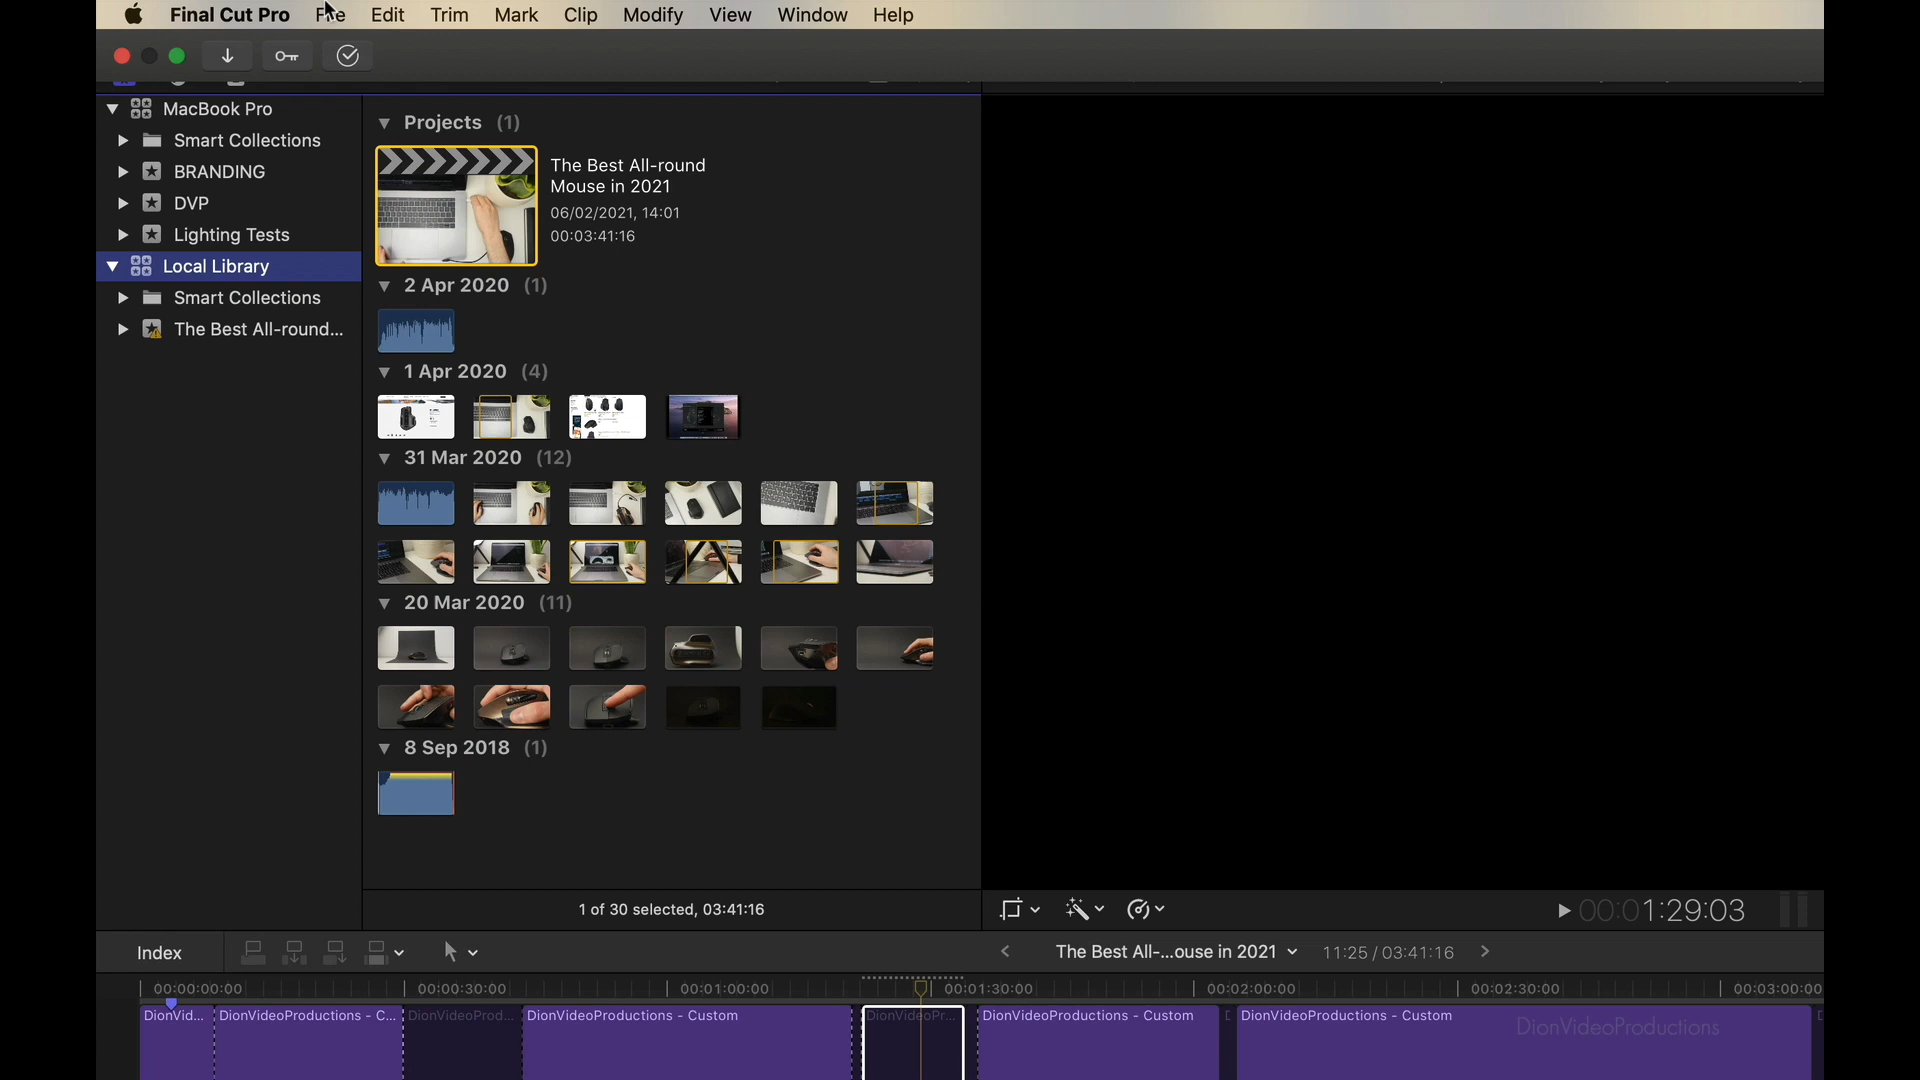 Final Cut Pro File Edit Trim Mark Clip Modify View Window Help
MacBook Pro
Smart Collections
BRANDING
DVP
Lighting Tests
Local Library
Smart Collections
The Best All-round...
Projects (1)
The Best All-round
Mouse in 2021
06/02/2021, 14:01
00:03:41:16
2 Apr 2020 (1)
1 Apr 2020 (4)
31 Mar 2020 (12)
20 Mar 2020 (11)
8 Sep 2018 (1)
1 of 30 selected, 03:41:16
00:01:29:03
Index
The Best All-...ouse in 2021
11:25 / 03:41:16
00:00:00:00 00:00:30:00 00:01:00:00 00:01:30:00 00:02:00:00 00:02:30:00 00:03:00:00
DionVid... DionVideoProductions - C... DionVideoProd... DionVideoProductions - Custom DionVideoPr... DionVideoProductions - Custom DionVideoProductions - Custom
DionVideoProductions